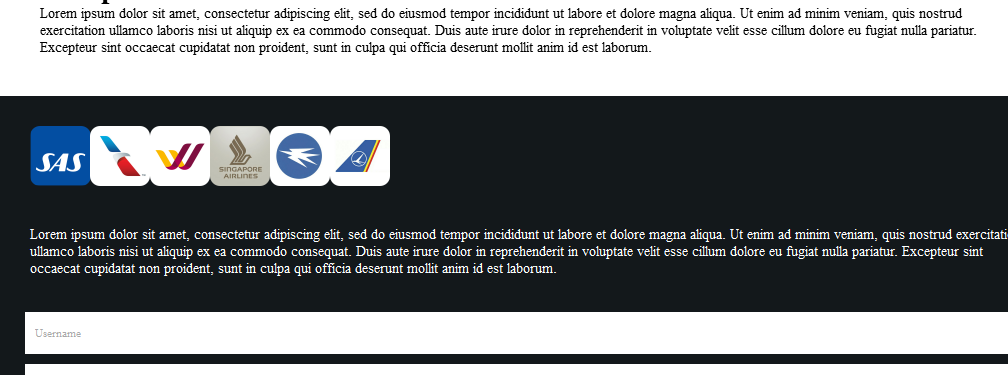 Lorem ipsum dolor sit amet, consectetur adipiscing elit, sed do eiusmod tempor incididunt ut labore et dolore magna aliqua. Ut enim ad minim veniam, quis nostrud
exercitation ullamco laboris nisi ut aliquip ex ea commodo consequat. Duis aute irure dolor in reprehenderit in voluptate velit esse cillum dolore eu fugiat nulla pariatur.
Excepteur sint occaecat cupidatat non proident, sunt in culpa qui officia deserunt mollit anim id est laborum.
SAS
SINGAPORE
AIRLINES
Lorem ipsum dolor sit amet, consectetur adipiscing elit, sed do eiusmod tempor incididunt ut labore et dolore magna aliqua. Ut enim ad minim veniam, quis nostrud exercitati
ullamco laboris nisi ut aliquip ex ea commodo consequat. Duis aute irure dolor in reprehenderit in voluptate velit esse cillum dolore eu fugiat nulla pariatur. Excepteur sint
occaecat cupidatat non proident, sunt in culpa qui officia deserunt mollit anim id est laborum.
Username